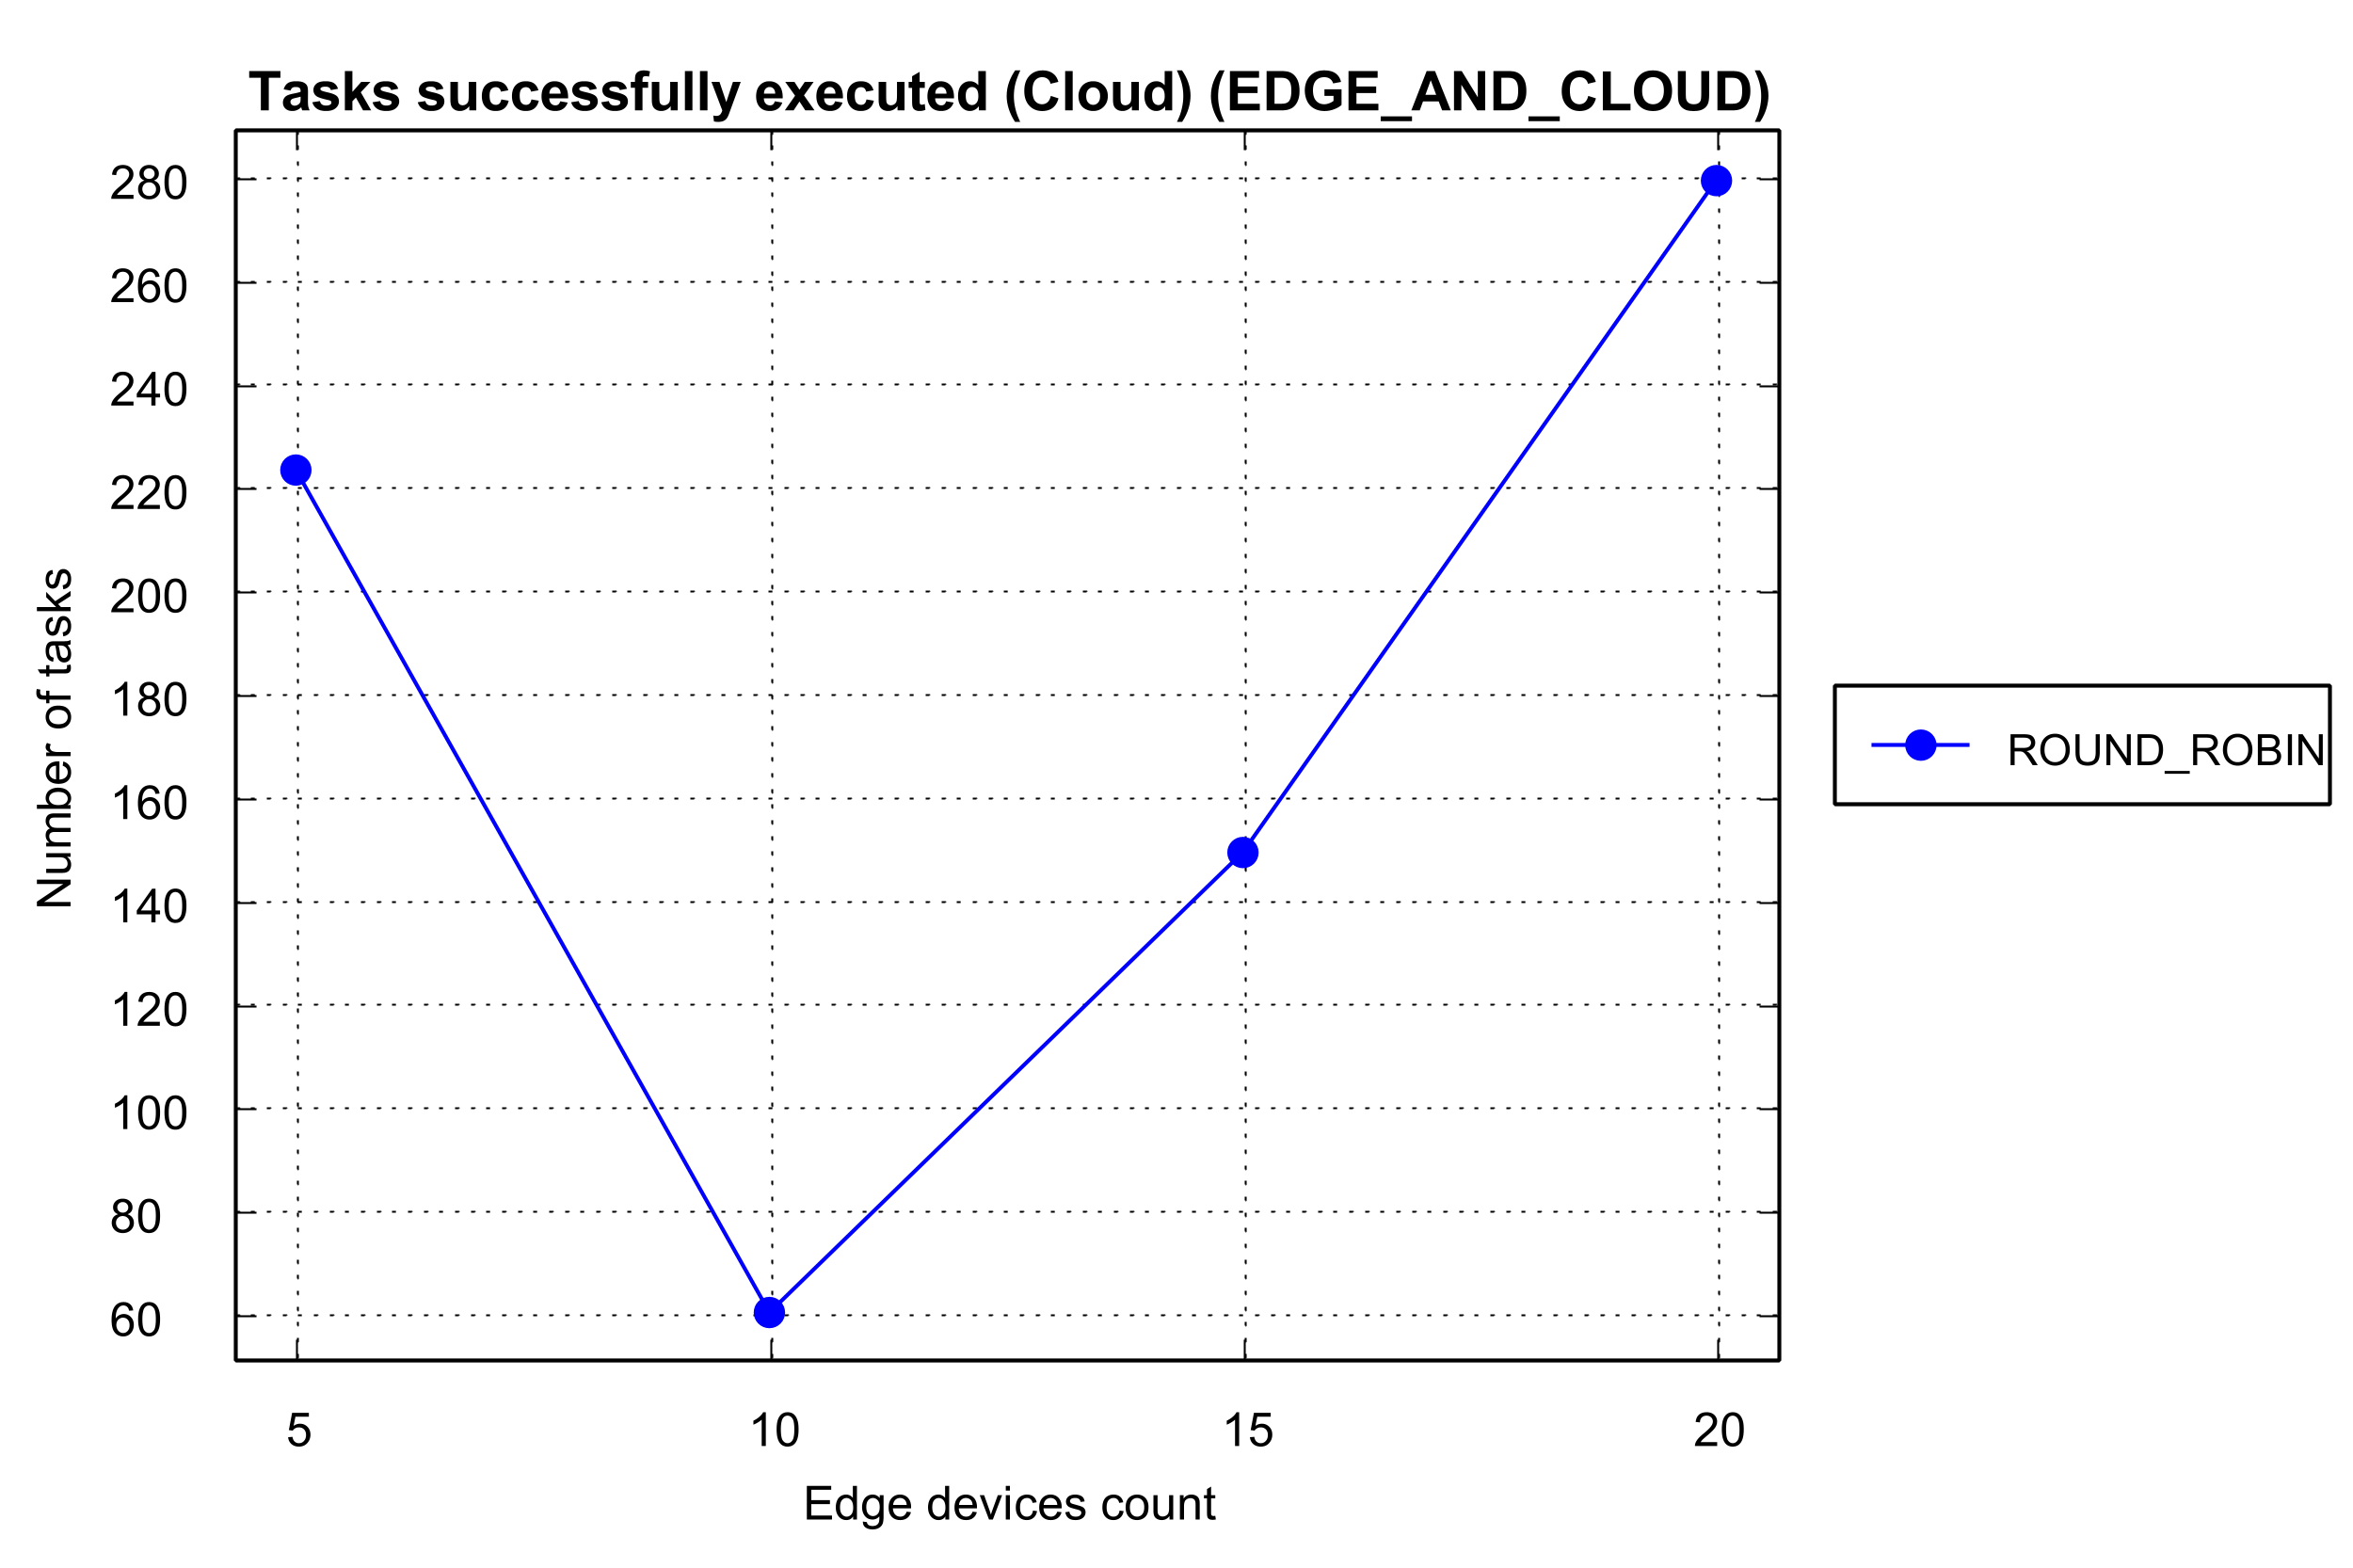 Tasks successfully executed (Cloud) (EDGE_AND_CLOUD)
280
260
240
220
200
180
160
140
120
100
80
60
Number of tasks
5 10 15 20
Edge devices count
ROUND_ROBIN